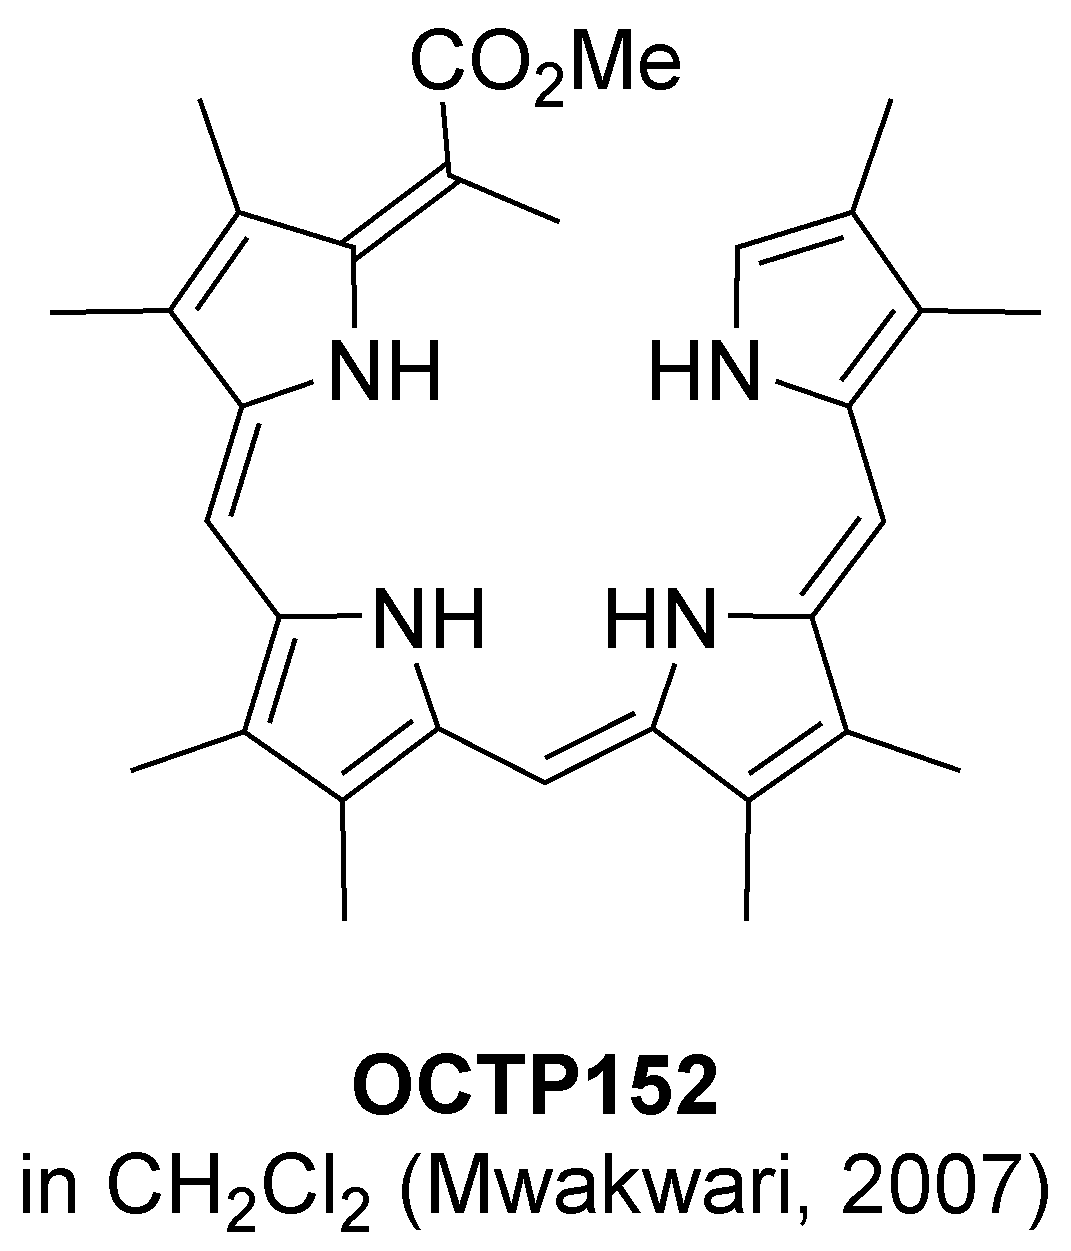 CO₂Me
NH HN
NH HN
OCTP152
in CH₂Cl₂ (Mwakwari, 2007)